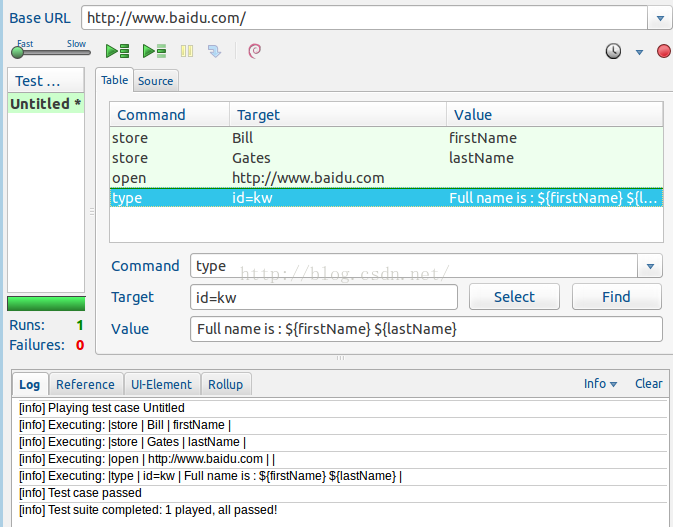 Base URL http://www.baidu.com/
Fast Slow
Test ...
Untitled *
Table Source
Command Target Value
store Bill firstName
store Gates lastName
open http://www.baidu.com
type id=kw Full name is : ${firstName} ${l...
Command type
http://blog.csdn.net/
Target id=kw Select Find
Value Full name is : ${firstName} ${lastName}
Runs: 1
Failures: 0
Log Reference UI-Element Rollup Info Clear
[info] Playing test case Untitled
[info] Executing: |store | Bill | firstName |
[info] Executing: |store | Gates | lastName |
[info] Executing: |open | http://www.baidu.com | |
[info] Executing: |type | id=kw | Full name is : ${firstName} ${lastName} |
[info] Test case passed
[info] Test suite completed: 1 played, all passed!